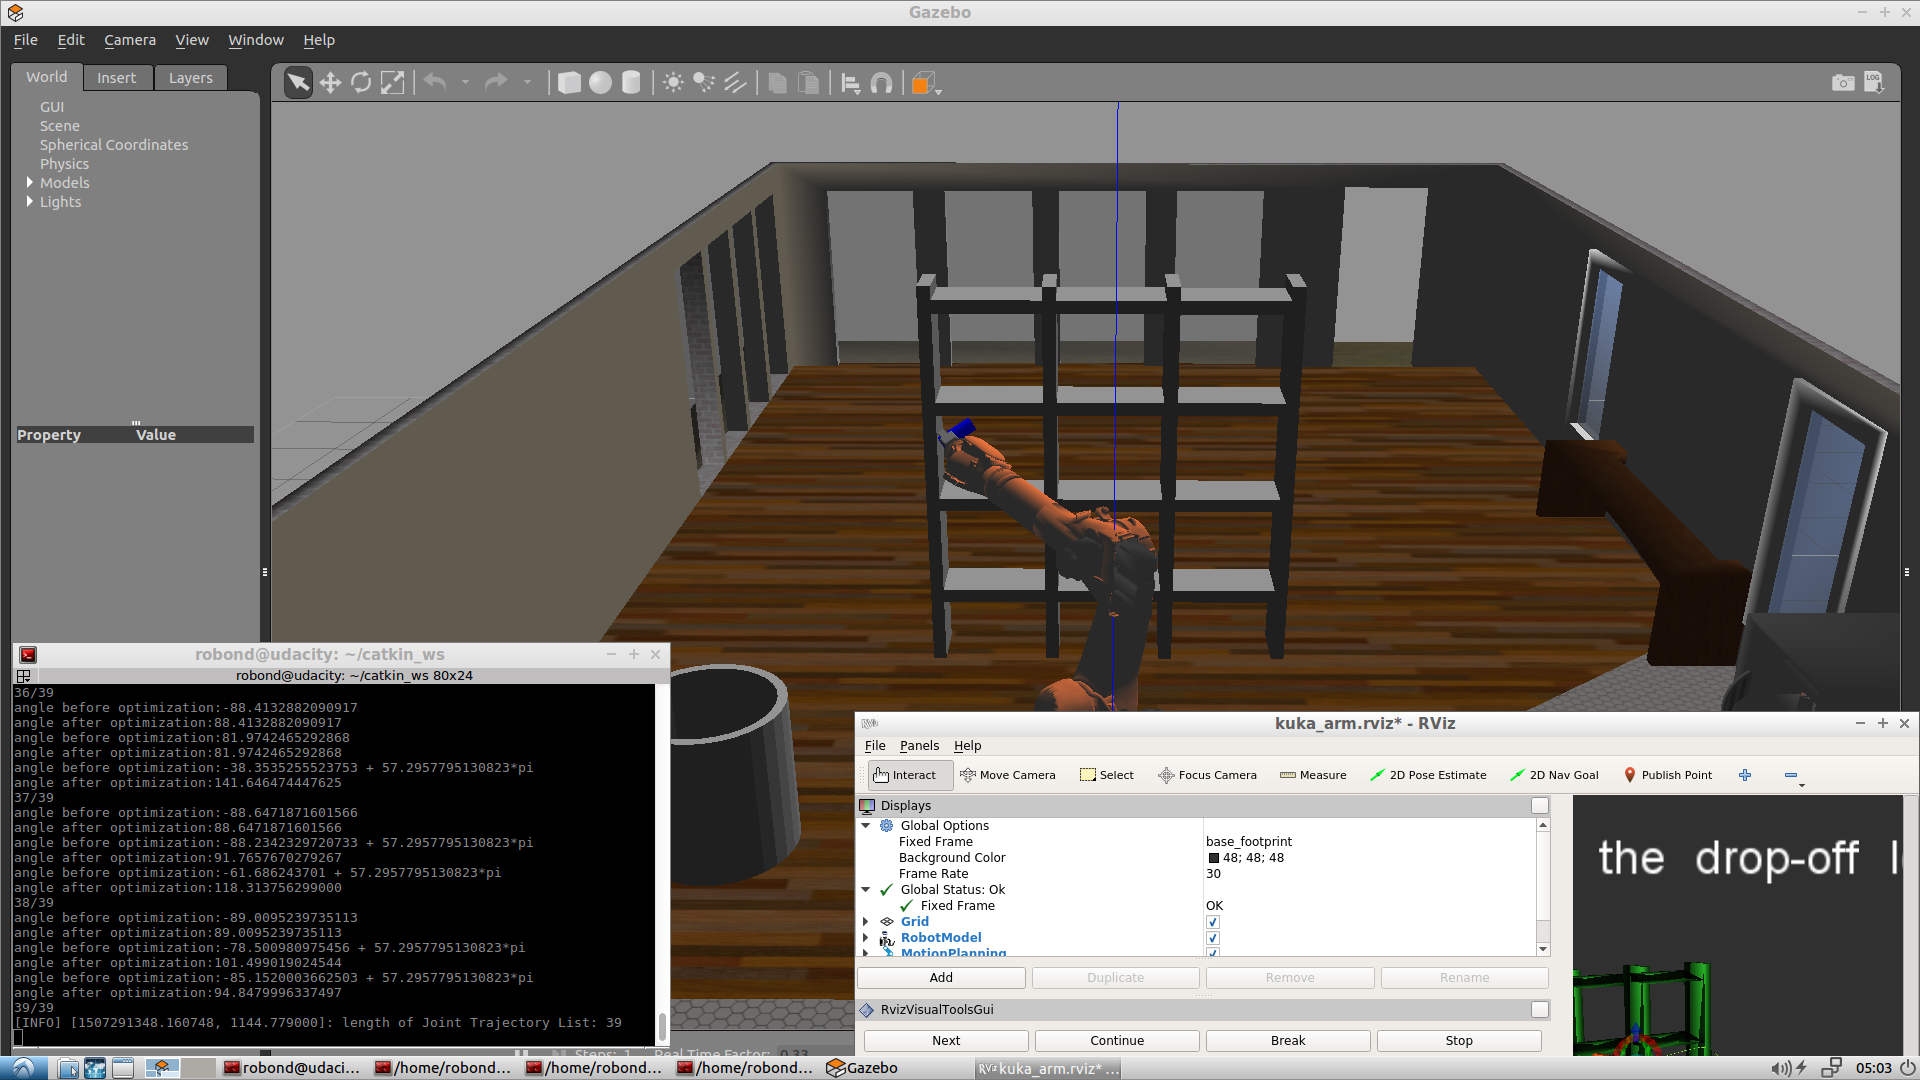 Gazebo
File Edit Camera View Window Help
World Insert Layers
LOG
GUI
Scene
Spherical Coordinates
Physics
Models
Lights
Property Value
robond@udacity: ~/catkin_ws
robond@udacity: ~/catkin_ws 80x24
36/39
angle before optimization:-88.4132882090917
angle after optimization:88.4132882090917
angle before optimization:81.9742465292868
angle after optimization:81.9742465292868
angle before optimization:-38.3535255523753 + 57.2957795130823*pi
angle after optimization:141.646474447625
37/39
angle before optimization:-88.6471871601566
angle after optimization:88.6471871601566
angle before optimization:-88.2342329720733 + 57.2957795130823*pi
angle after optimization:91.7657670279267
angle before optimization:-61.686243701 + 57.2957795130823*pi
angle after optimization:118.313756299000
38/39
angle before optimization:-89.0095239735113
angle after optimization:89.0095239735113
angle before optimization:-78.500980975456 + 57.2957795130823*pi
angle after optimization:101.499019024544
angle before optimization:-85.1520003662503 + 57.2957795130823*pi
angle after optimization:94.8479996337497
39/39
[INFO] [1507291348.160748, 1144.779000]: length of Joint Trajectory List: 39
Steps: 1 Real Time Factor: 0.33
kuka_arm.rviz* - RViz
File Panels Help
Interact Move Camera Select Focus Camera Measure 2D Pose Estimate 2D Nav Goal Publish Point
Displays
Global Options
Fixed Frame base_footprint
Background Color 48; 48; 48
Frame Rate 30
Global Status: Ok
Fixed Frame OK
Grid
RobotModel
MotionPlanning
Add Duplicate Remove Rename
RvizVisualToolsGui
Next Continue Break Stop
the drop-off l
robond@udaci... /home/robond... /home/robond... /home/robond... Gazebo kuka_arm.rviz* ... 05:03